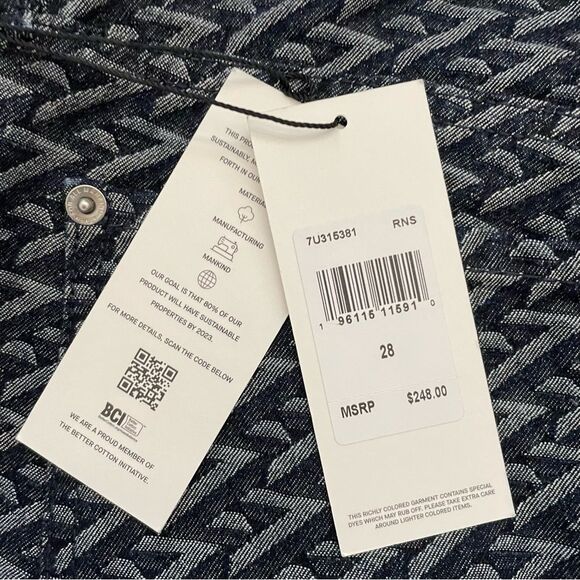 THIS PRO
SUSTAINABLY, M
FORTH IN OUR
MATERIA
MANUFACTURING
MANKIND
OUR GOAL IS THAT 80% OF OUR
PRODUCT WILL HAVE SUSTAINABLE
PROPERTIES BY 2023.
FOR MORE DETAILS, SCAN THE CODE BELOW
BCI
WE ARE A PROUD MEMBER OF
THE BETTER COTTON INITIATIVE.
7U315381 RNS
1 96115 11591 0
28
MSRP $248.00
THIS RICHLY COLORED GARMENT CONTAINS SPECIAL
DYES WHICH MAY RUB OFF. PLEASE TAKE EXTRA CARE
AROUND LIGHTER COLORED ITEMS.